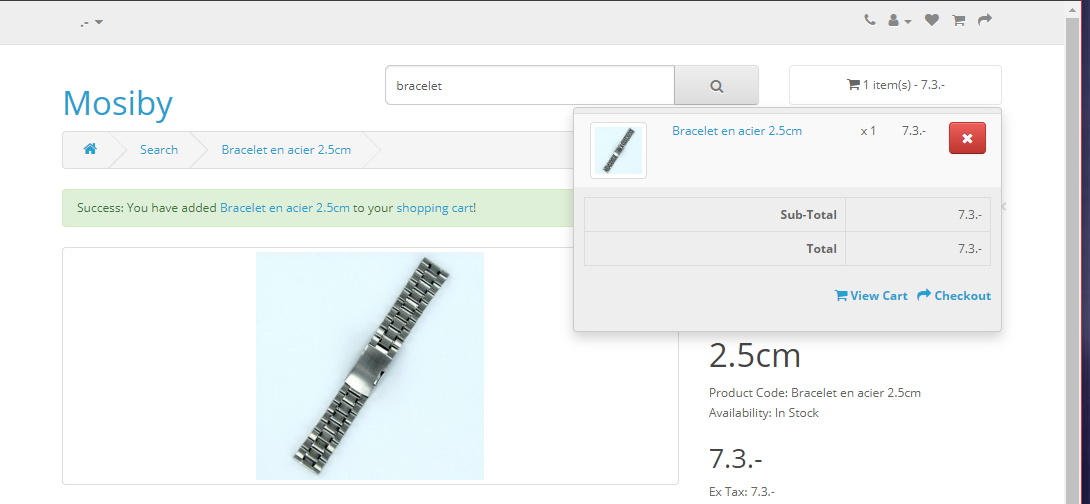 .-
bracelet
1 item(s) - 7.3.-
Mosiby
Search
Bracelet en acier 2.5cm
Success: You have added Bracelet en acier 2.5cm to your shopping cart!
Bracelet en acier 2.5cm x 1 7.3.-
Sub-Total 7.3.-
Total 7.3.-
View Cart Checkout
2.5cm
Product Code: Bracelet en acier 2.5cm
Availability: In Stock
7.3.-
Ex Tax: 7.3.-